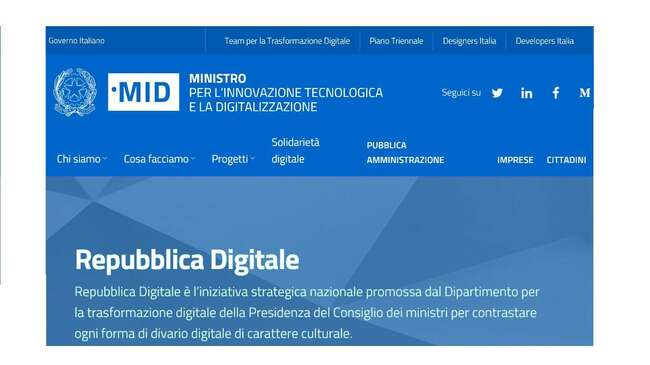 Governo Italiano Team per la Trasformazione Digitale Piano Triennale Designers Italia Developers Italia
•MID MINISTRO
PER L'INNOVAZIONE TECNOLOGICA
E LA DIGITALIZZAZIONE
Seguici su
Chi siamo Cosa facciamo Progetti Solidarietà
digitale
PUBBLICA
AMMINISTRAZIONE
IMPRESE CITTADINI
Repubblica Digitale
Repubblica Digitale è l'iniziativa strategica nazionale promossa dal Dipartimento per
la trasformazione digitale della Presidenza del Consiglio dei ministri per contrastare
ogni forma di divario digitale di carattere culturale.